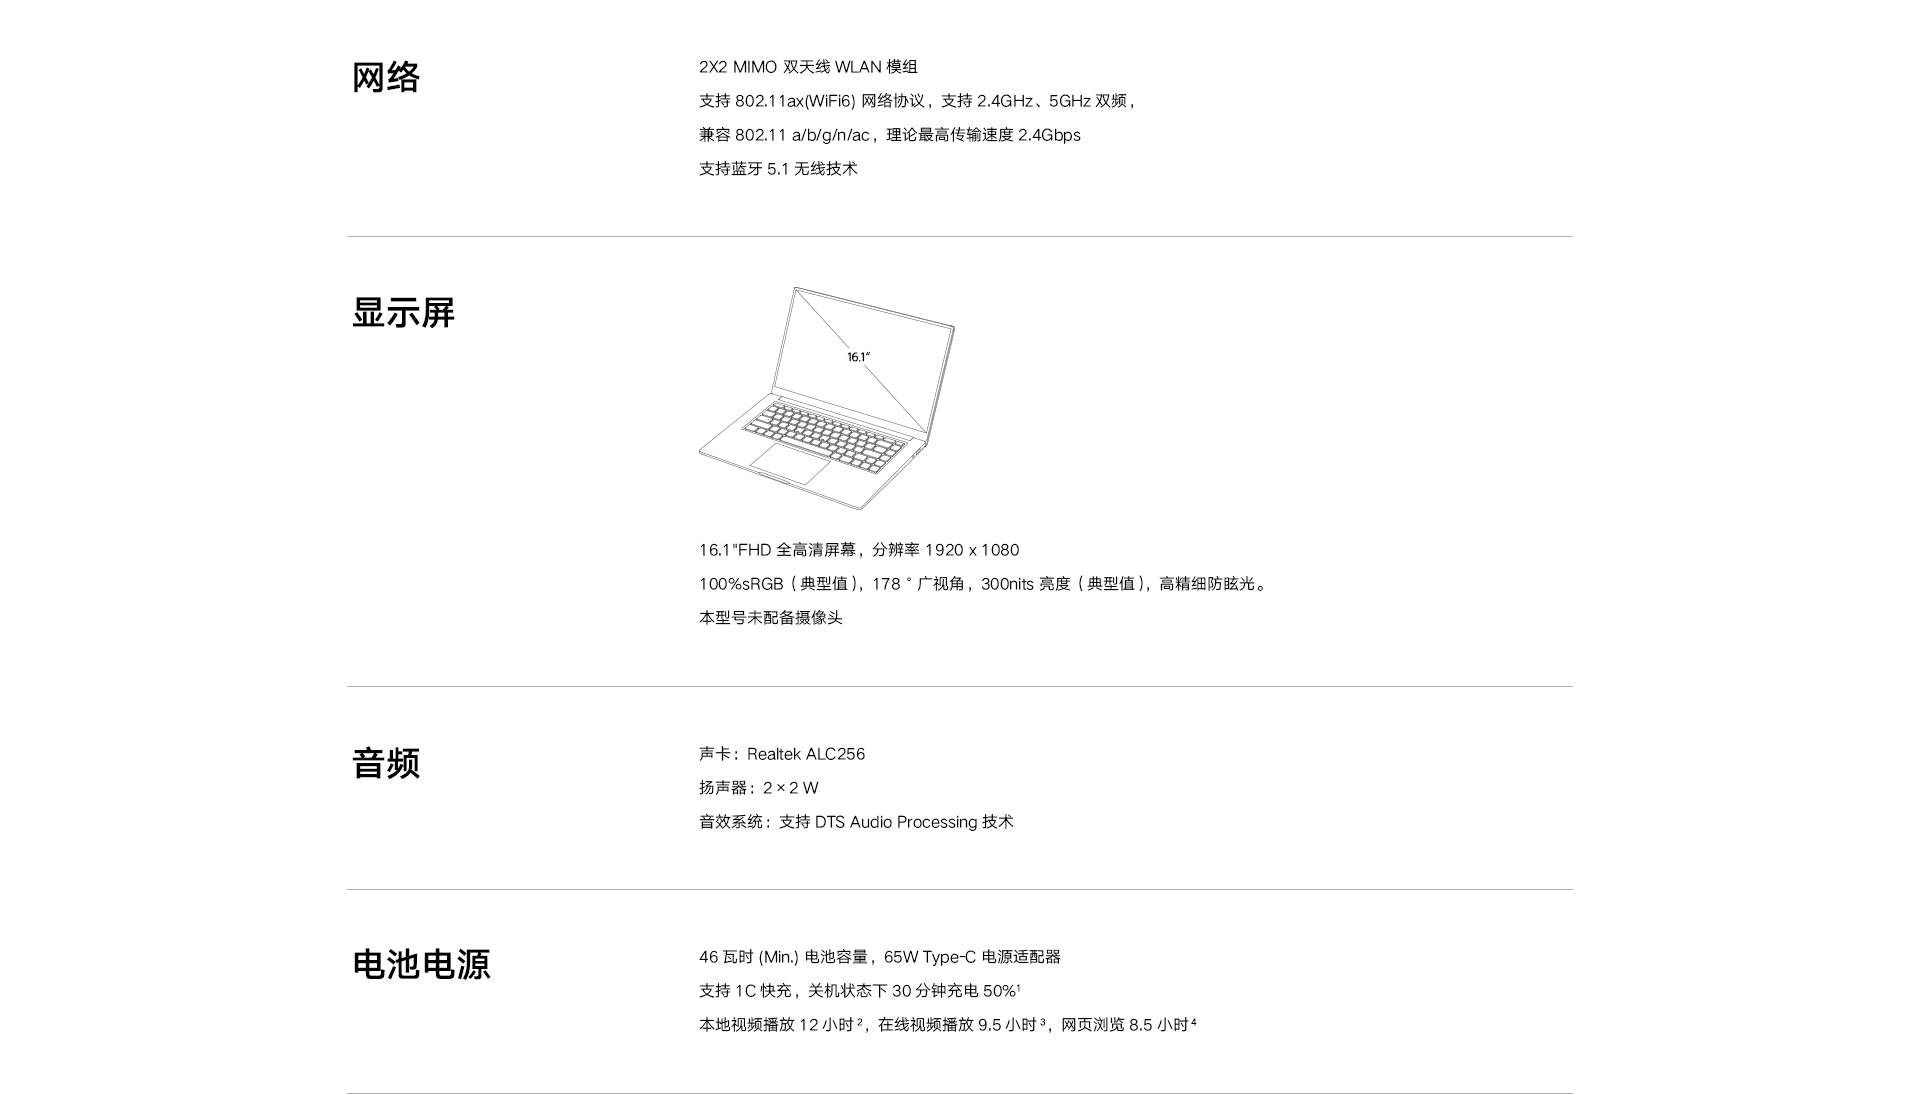 网络
2X2 MIMO 双天线 WLAN 模组
支持 802.11ax(WiFi6) 网络协议，支持 2.4GHz、5GHz 双频，
兼容 802.11 a/b/g/n/ac，理论最高传输速度 2.4Gbps
支持蓝牙 5.1 无线技术
显示屏
16.1“
16.1"FHD 全高清屏幕，分辨率 1920 x 1080
100%sRGB（典型值），178 ° 广视角，300nits 亮度（典型值），高精细防眩光。
本型号未配备摄像头
音频
声卡：Realtek ALC256
扬声器：2 × 2 W
音效系统：支持 DTS Audio Processing 技术
电池电源
46 瓦时 (Min.) 电池容量，65W Type-C 电源适配器
支持 1C 快充，关机状态下 30 分钟充电 50%¹
本地视频播放 12 小时²，在线视频播放 9.5 小时³，网页浏览 8.5 小时⁴